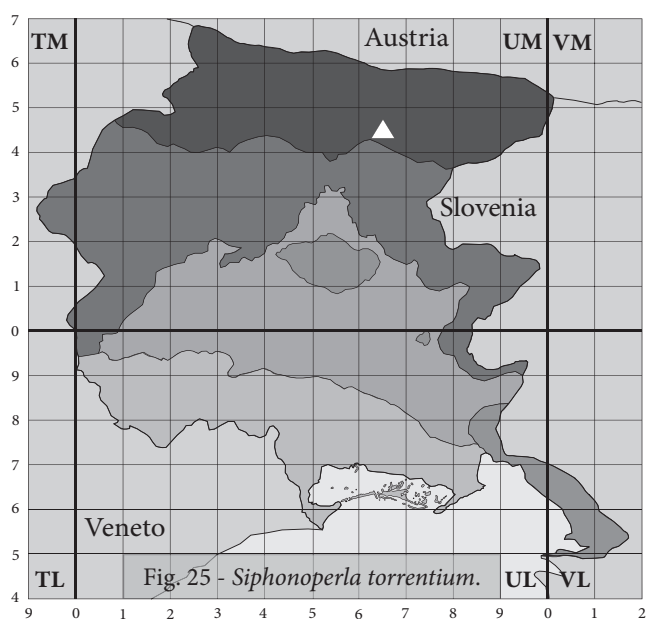 7
TM Austria UM VM
6
5
4
3
Slovenia
2
1
0
9
8
7
6
Veneto
5
TL Fig. 25 - Siphonoperla torrentium. UL VL
4
9 0 1 2 3 4 5 6 7 8 9 0 1 2